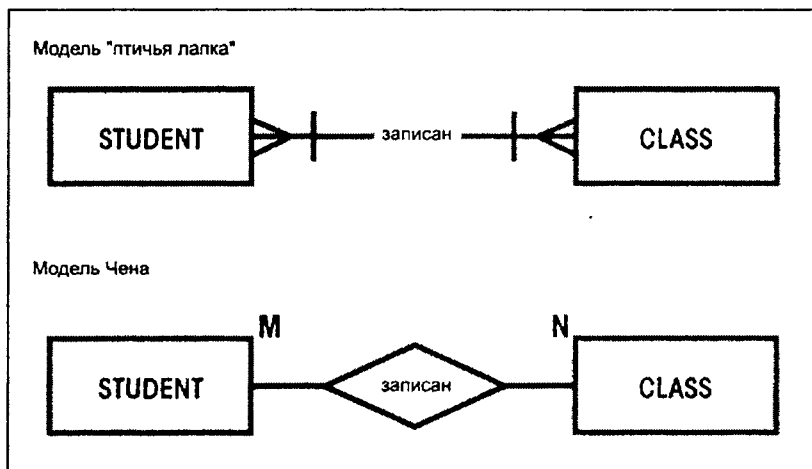 Модель "птичья лапка"
STUDENT записан CLASS
Модель Чена
M N
STUDENT записан CLASS